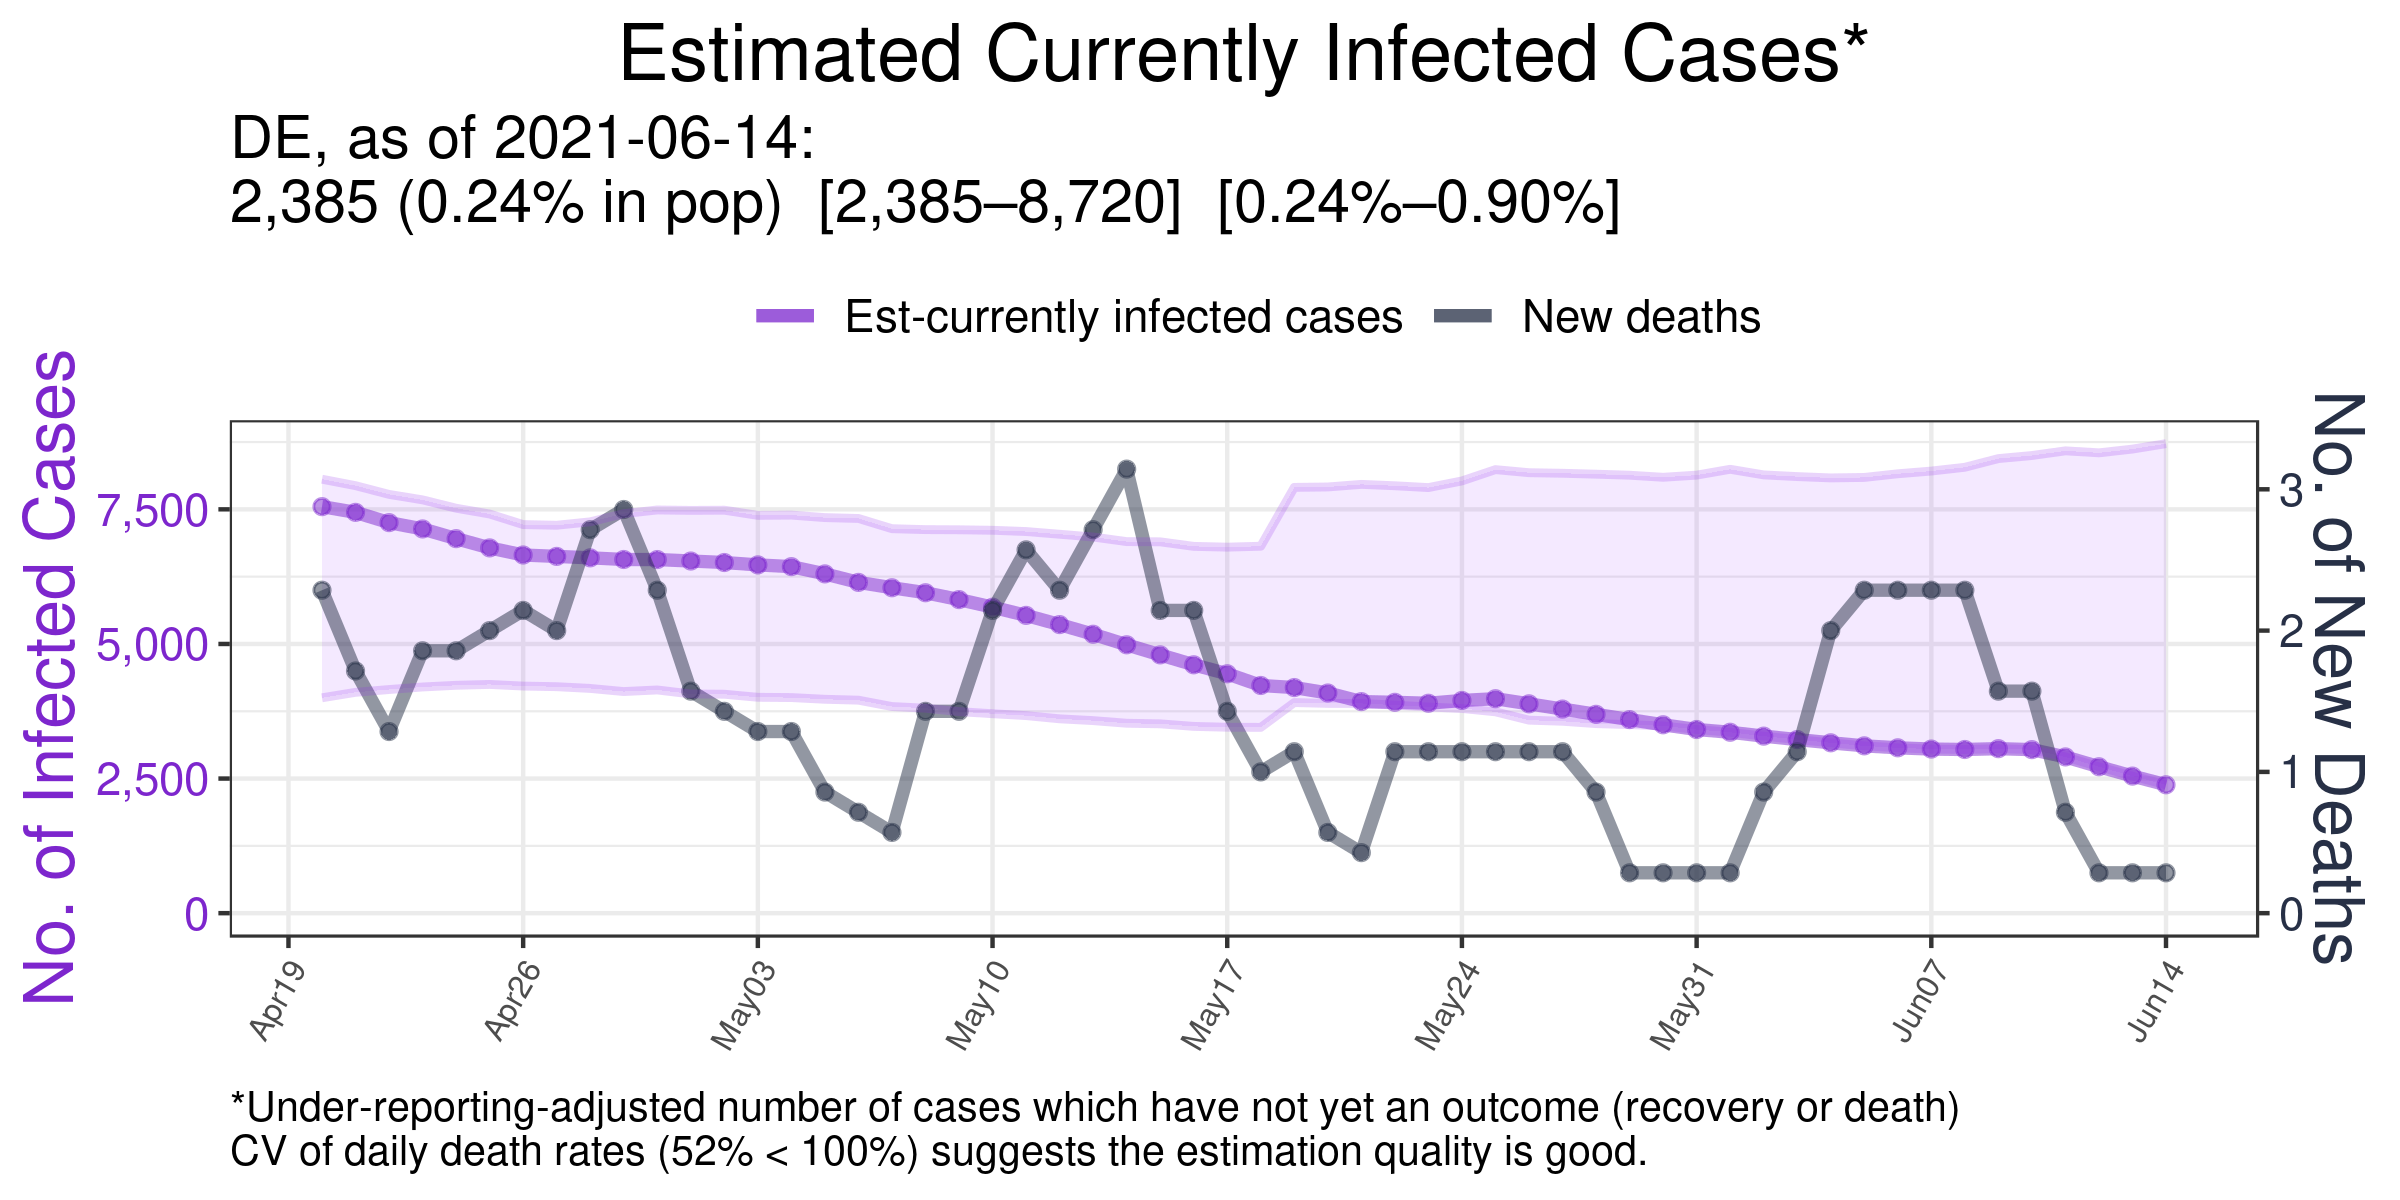 Estimated Currently Infected Cases*
DE, as of 2021-06-14:
2,385 (0.24% in pop)  [2,385–8,720]  [0.24%–0.90%]
Est-currently infected cases
New deaths
No. of Infected Cases
7,500
5,000
2,500
0
No. of New Deaths
3
2
1
0
Apr19
Apr26
May03
May10
May17
May24
May31
Jun07
Jun14
*Under-reporting-adjusted number of cases which have not yet an outcome (recovery or death)
CV of daily death rates (52% < 100%) suggests the estimation quality is good.